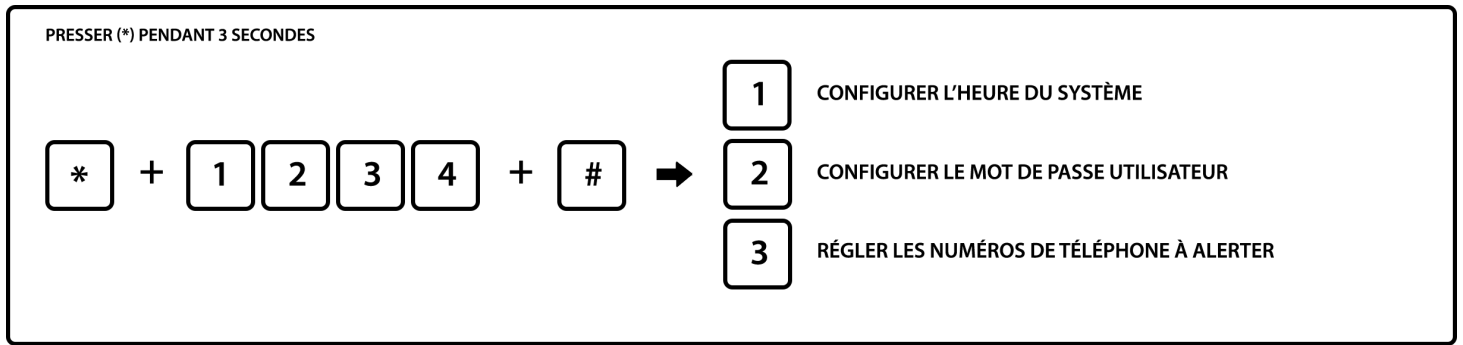 PRESSER (*) PENDANT 3 SECONDES
1 CONFIGURER L'HEURE DU SYSTÈME
* + 1 2 3 4 + # ➡ 2 CONFIGURER LE MOT DE PASSE UTILISATEUR
3 RÉGLER LES NUMÉROS DE TÉLÉPHONE À ALERTER